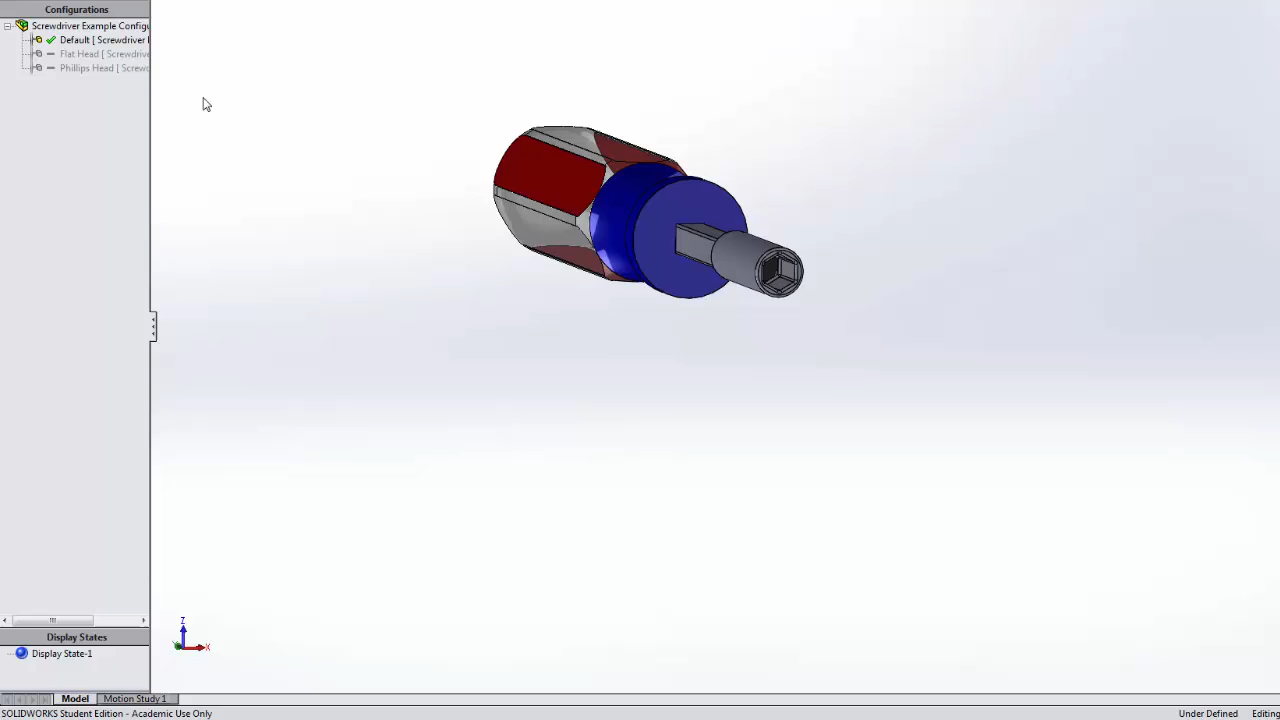 Configurations
Screwdriver Example Configu
Default [ Screwdriver
Flat Head [ Screwdrive
Phillips Head [ Screwd
Z
X
Display States
Display State-1
Model
Motion Study 1
SOLIDWORKS Student Edition - Academic Use Only
Under Defined
Editing